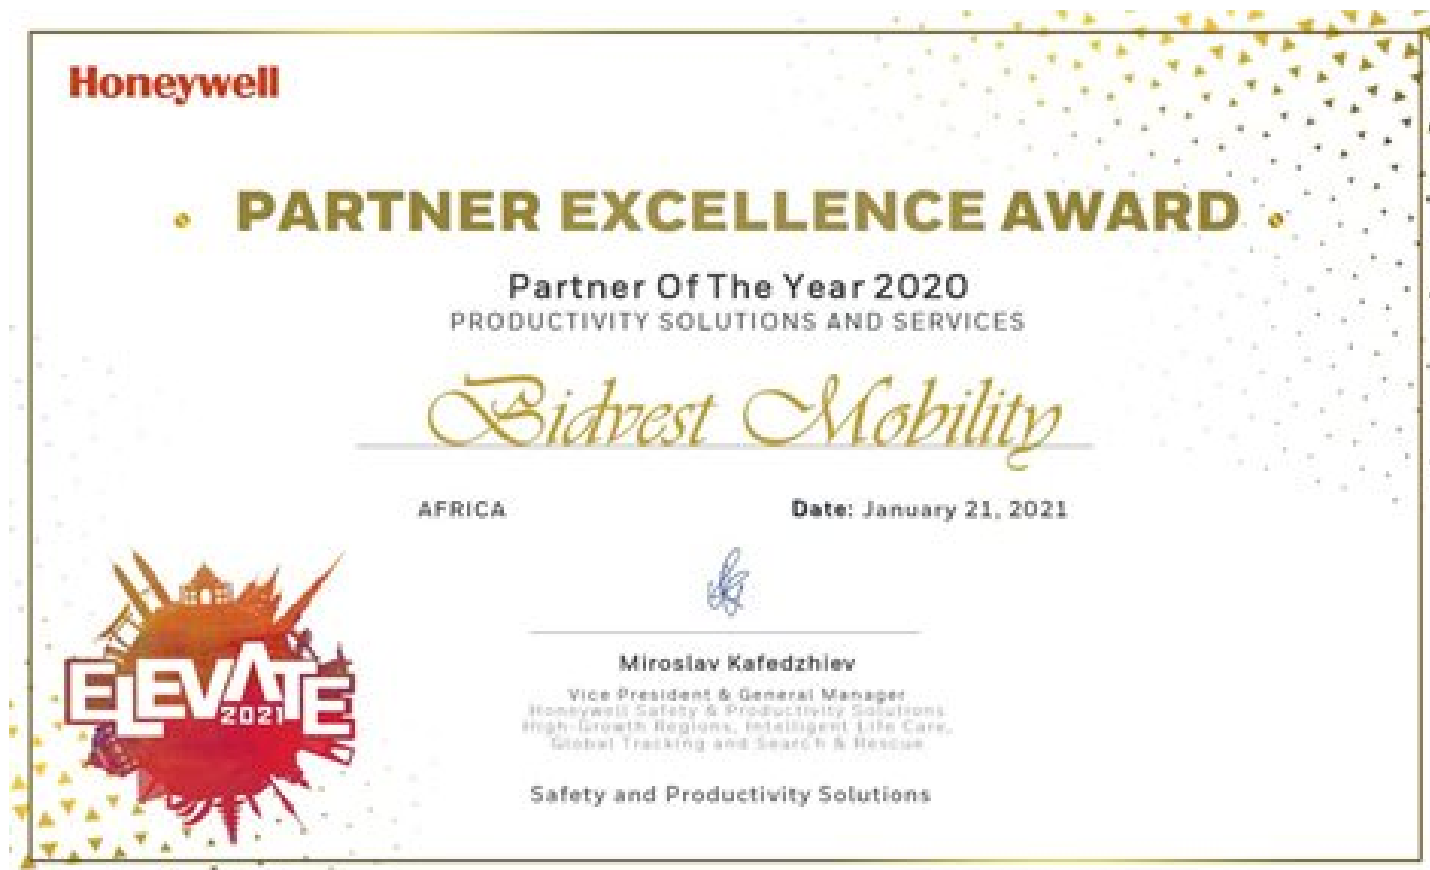 Honeywell
PARTNER EXCELLENCE AWARD
Partner Of The Year 2020
PRODUCTIVITY SOLUTIONS AND SERVICES
Bidvest Mobility
AFRICA
Date: January 21, 2021
ELEVATE
2021
Miroslav Kafedzhiev
Vice President & General Manager
Honeywell Safety & Productivity Solutions
High-Growth Regions, Intelligent Life Care,
Global Tracking and Search & Rescue
Safety and Productivity Solutions